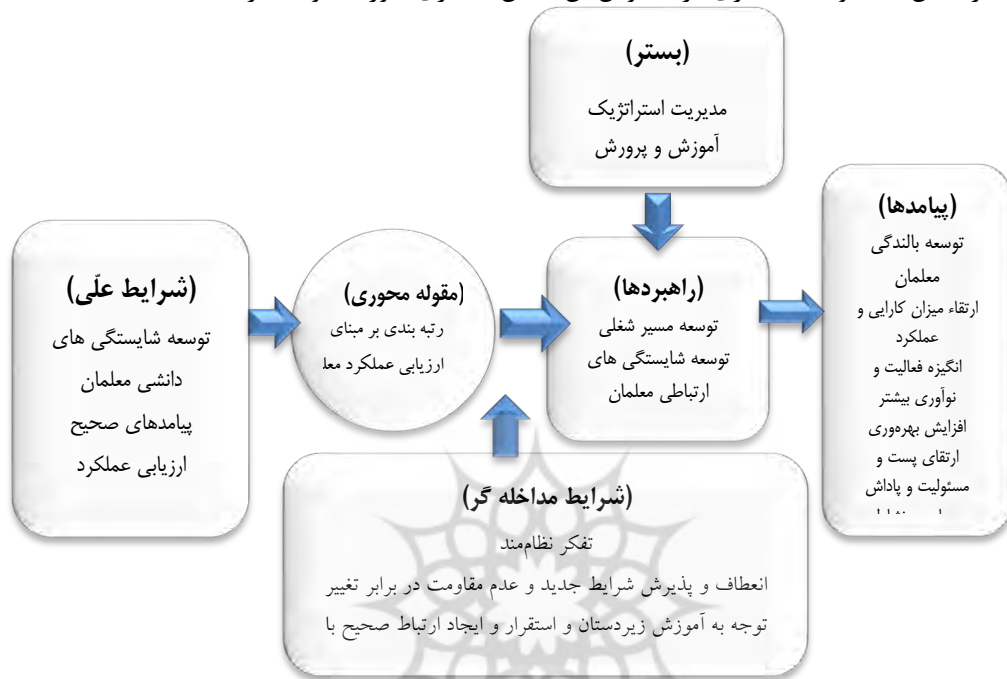 (بستر)
مدیریت استراتژیک
آموزش و پرورش
(شرایط علّی)
توسعه شایستگی های
دانشی معلمان
پیامدهای صحیح
ارزیابی عملکرد
(مقوله محوری)
رتبه بندی بر مبنای
ارزیابی عملکرد
(راهبردها)
توسعه مسیر شغلی
توسعه شایستگی های
ارتباطی معلمان
(پیامدها)
توسعه بالندگی
معلمان
ارتقاء میزان کارایی و
عملکرد
انگیزه فعالیت و
نوآوری بیشتر
افزایش بهره‌وری
ارتقای پست و
مسئولیت و پاداش
(شرایط مداخله گر)
تفکر نظام‌مند
انعطاف و پذیرش شرایط جدید و عدم مقاومت در برابر تغییر
توجه به آموزش زیردستان و استقرار و ایجاد ارتباط صحیح با